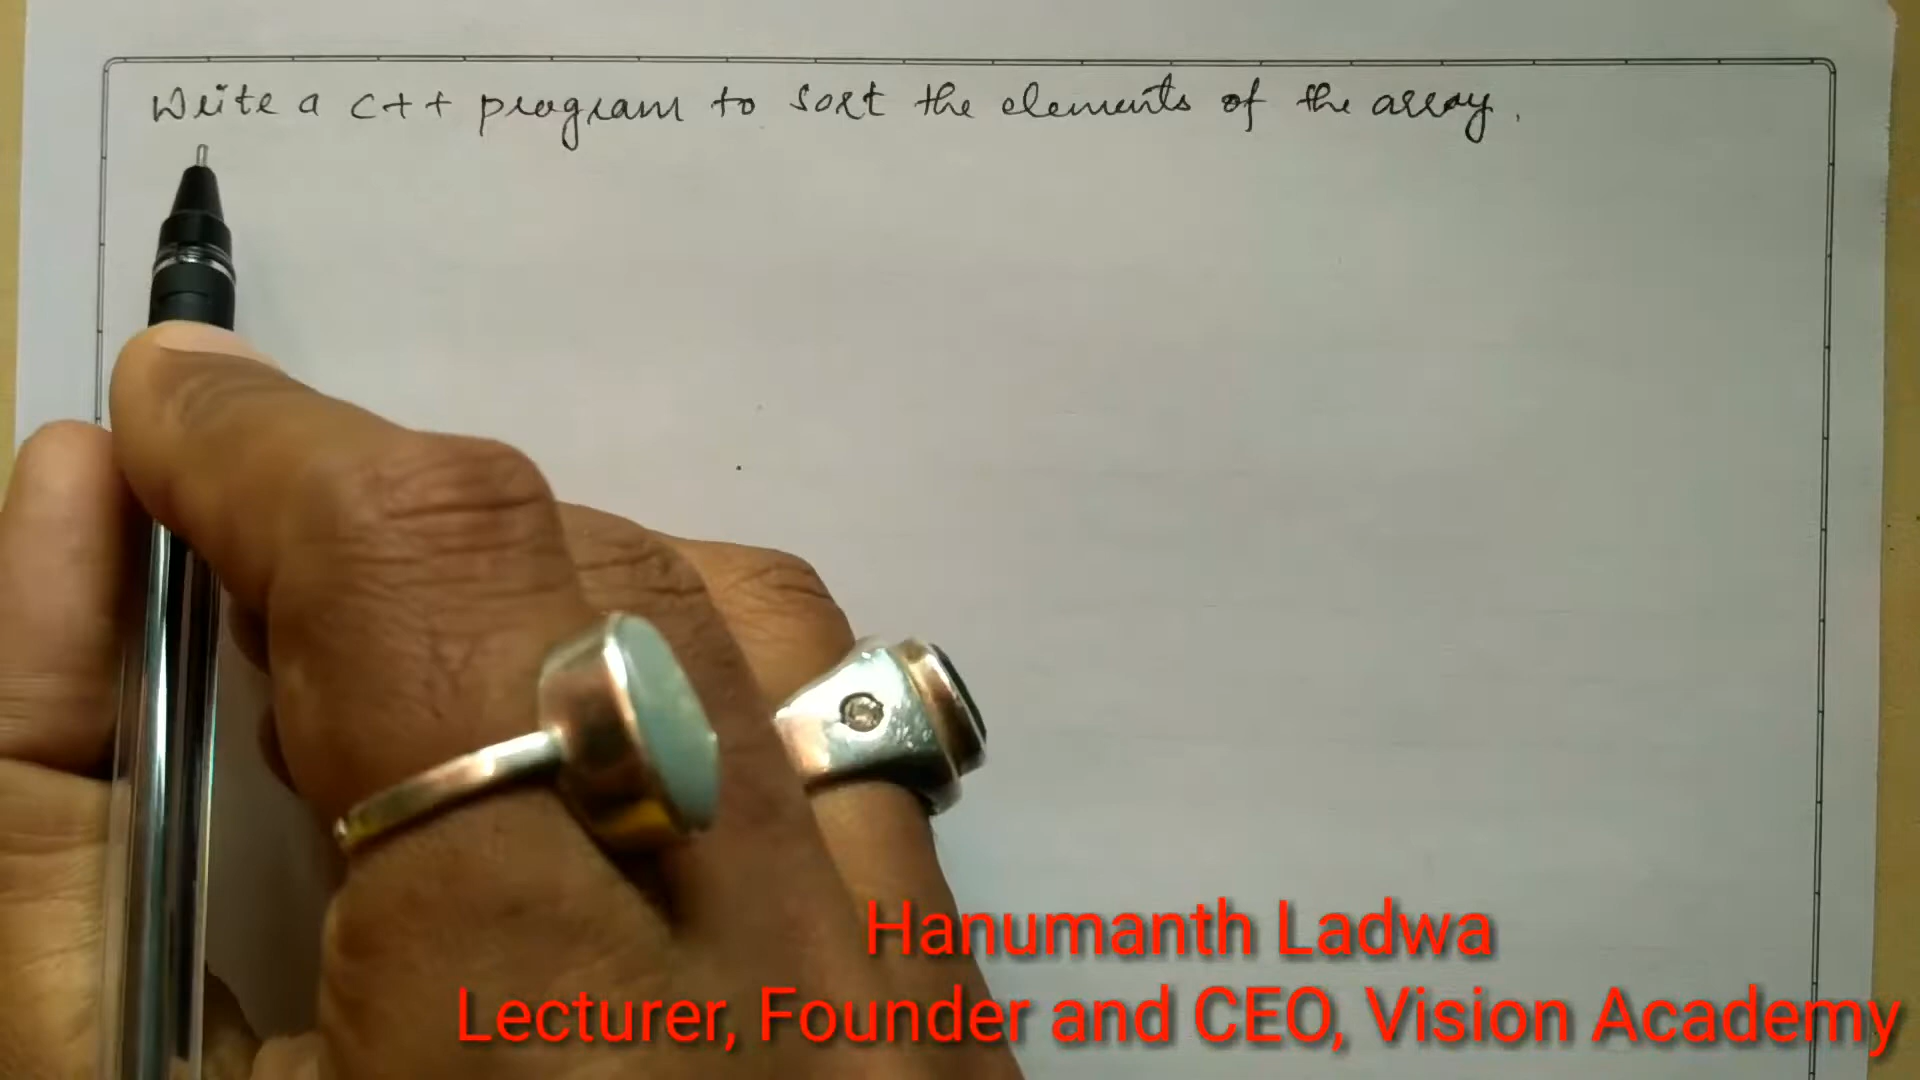 Write a c++ program to sort the elements of the array.
Hanumanth Ladwa
Lecturer, Founder and CEO, Vision Academy